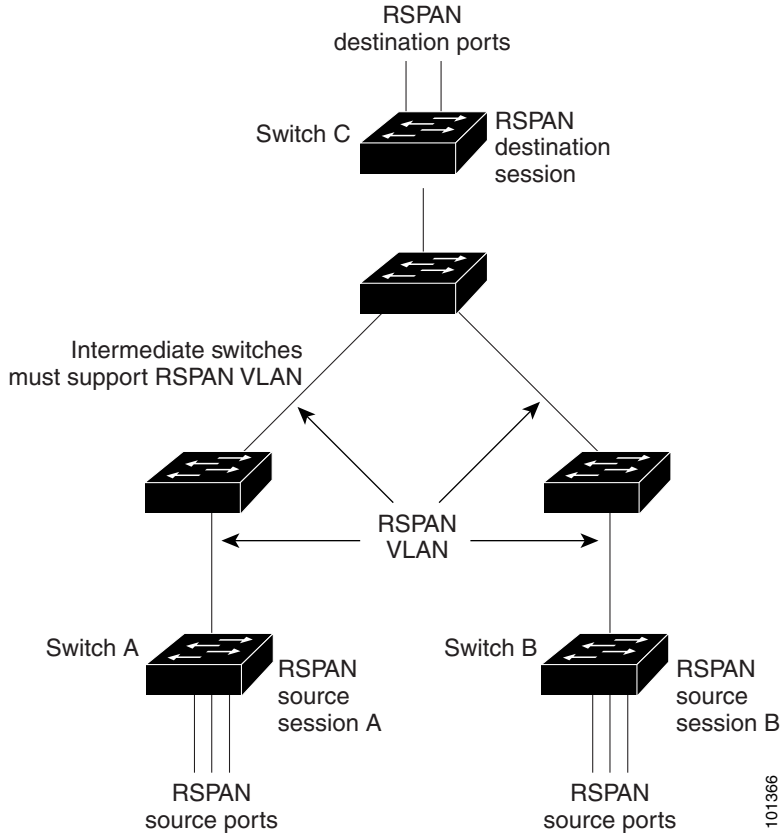 RSPAN
destination ports
Switch C
RSPAN
destination
session
Intermediate switches
must support RSPAN VLAN
RSPAN
VLAN
Switch A
RSPAN
source
session A
Switch B
RSPAN
source
session B
RSPAN
source ports
RSPAN
source ports
101366